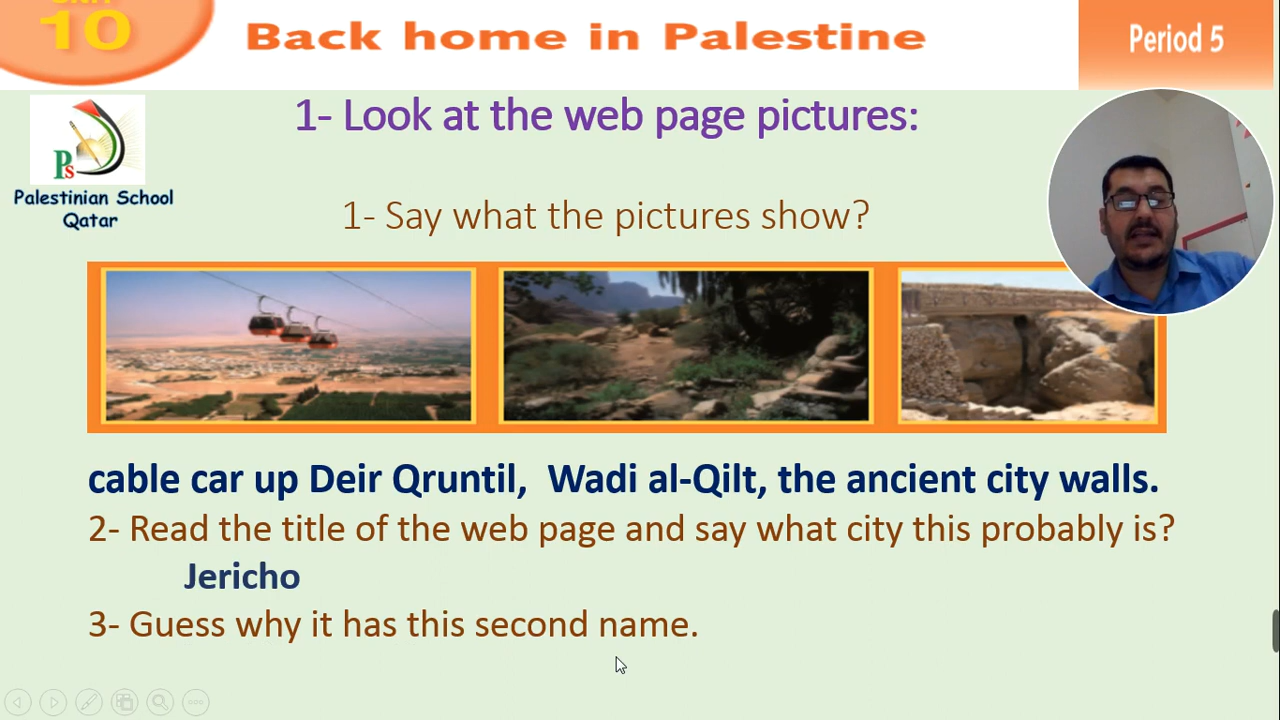 10
Back home in Palestine
Period 5
1- Look at the web page pictures:
Ps
Palestinian School
Qatar
1- Say what the pictures show?
cable car up Deir Qruntil, Wadi al-Qilt, the ancient city walls.
2- Read the title of the web page and say what city this probably is?
Jericho
3- Guess why it has this second name.